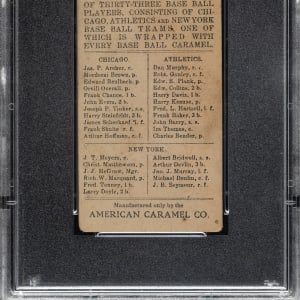 OF THIRTY-THREE BASE BALL
PLAYERS, CONSISTING OF CHI-
CAGO, ATHLETICS AND NEW YORK
BASE BALL TEAMS, ONE OF
WHICH IS WRAPPED WITH
EVERY BASE BALL CARAMEL.
CHICAGO.
Jas. P. Archer, c.
Mordecai Brown, p.
Edward Reulbach, p.
Orvill Overall, p.
Frank Chance, 1 b.
John Evers, 2 b.
Joseph P. Tinker, s.s.
Harry Steinfeldt, 3 b.
James Scheckard l. f.
Frank Shulte r. f.
Arthur Hoffman, c. f.
ATHLETICS.
Dan Murphy, r.
Rube Oldring, c. f.
Edw. S. Plank, p.
Edw. Collins, 2 b.
Harry Davis, 1 b.
Harry Krause, p.
Fred. L. Hartsell, l. f.
Frank Baker, 3 b.
John Barry, s. s.
Ira Thomas, c.
Charles Bender, p.
NEW YORK.
J. T. Meyers, c.
Christ. Matthewson, p.
J. J. McGraw, Mgr.
Rich. W. Marquard, p.
Fred. Tenney, 1 b.
Larry Doyle, 2 b.
Albert Bridwell, s. s.
Arthur Devlin, 3 b.
Jno. J. Murray, l. f.
Michael Donlin, c. f.
J. B. Seymour, r. f.
Manufactured only by the
AMERICAN CARAMEL CO.